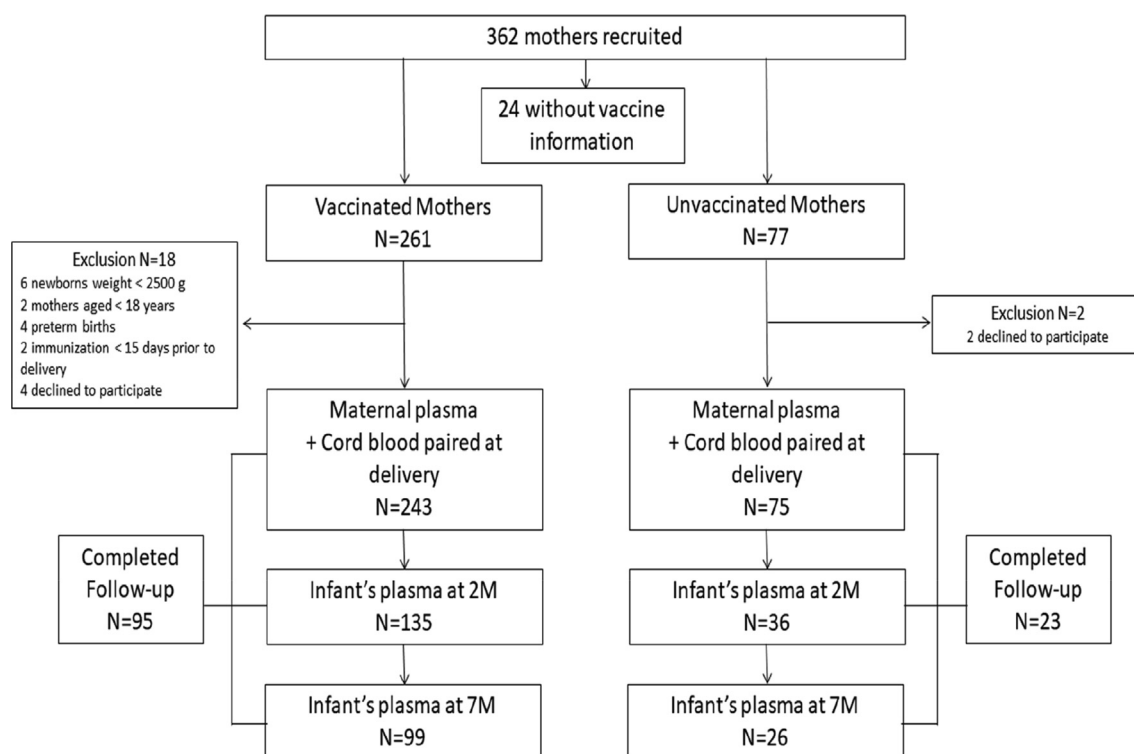 362 mothers recruited
24 without vaccine
information
Vaccinated Mothers
N=261
Unvaccinated Mothers
N=77
Exclusion N=18
6 newborns weight < 2500 g
2 mothers aged < 18 years
4 preterm births
2 immunization < 15 days prior to
delivery
4 declined to participate
Exclusion N=2
2 declined to participate
Maternal plasma
+ Cord blood paired at
delivery
N=243
Maternal plasma
+ Cord blood paired at
delivery
N=75
Completed
Follow-up
N=95
Infant's plasma at 2M
N=135
Infant's plasma at 2M
N=36
Completed
Follow-up
N=23
Infant's plasma at 7M
N=99
Infant's plasma at 7M
N=26